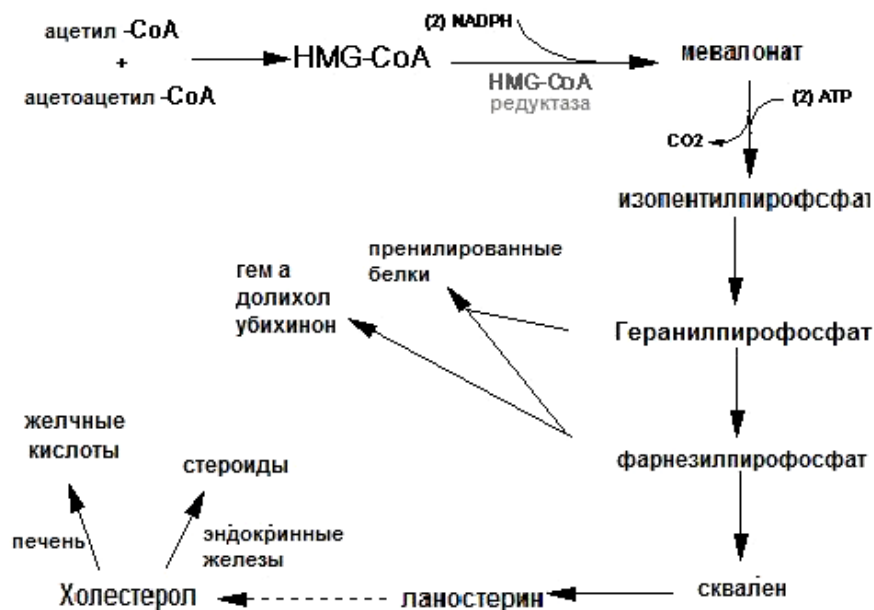 ацетил -CoA
+
ацетоацетил -CoA
HMG-CoA
(2) NADPH
HMG-CoA
редуктаза
мевалонат
(2) ATP
CO2
изопентилпирофсфат
пренилированные
белки
гем а
долихол
убихинон
Геранилпирофосфат
фарнезилпирофосфат
желчные
кислоты
стероиды
печень
эндокринные
железы
Холестерол
ланостерин
сквален